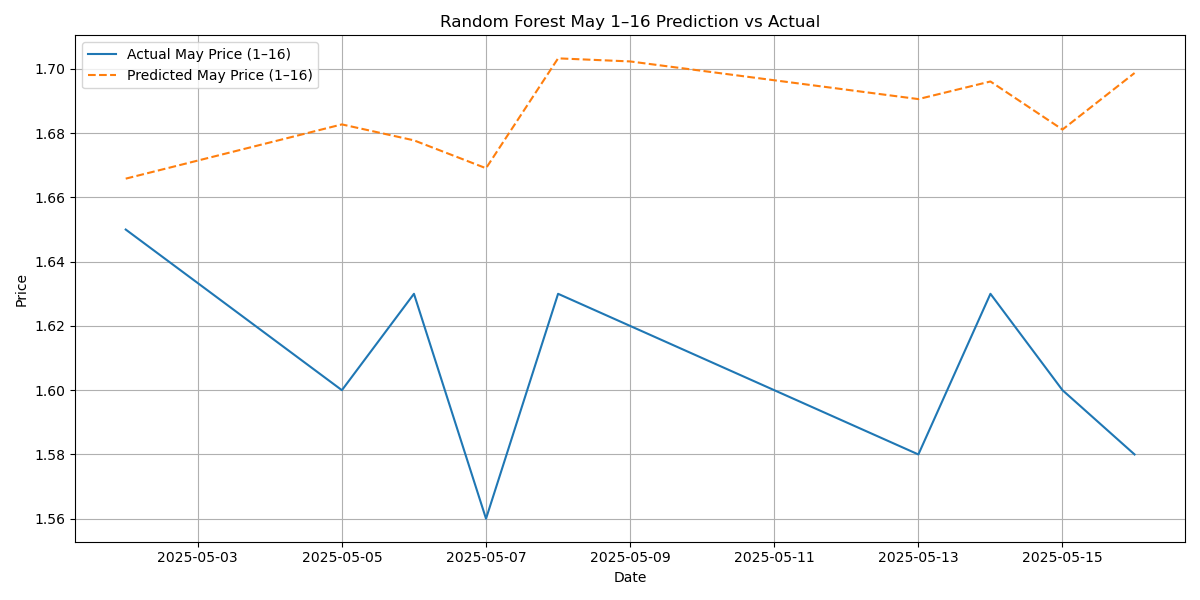 Random Forest May 1–16 Prediction vs Actual
Actual May Price (1–16)
Predicted May Price (1–16)
1.70
1.68
1.66
1.64
1.62
1.60
1.58
1.56
Price
2025-05-03 2025-05-05 2025-05-07 2025-05-09 2025-05-11 2025-05-13 2025-05-15
Date